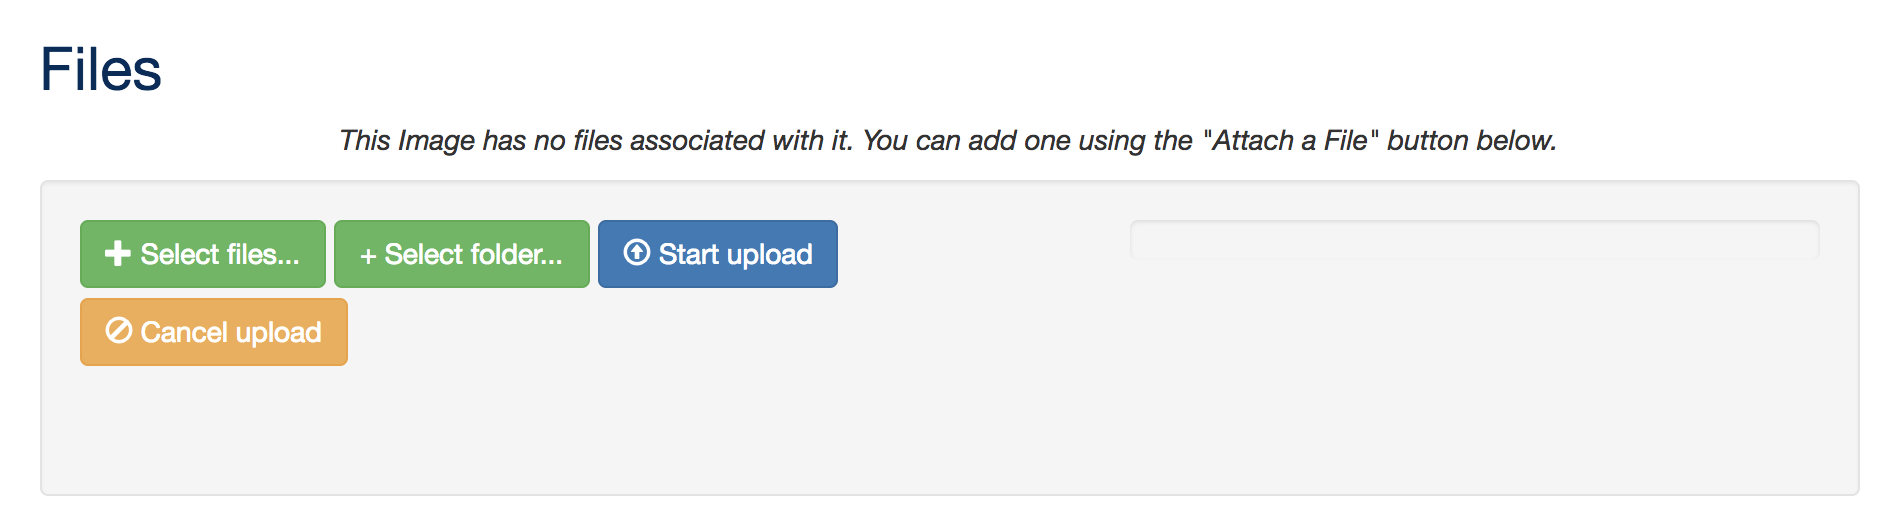 Files
This Image has no files associated with it. You can add one using the "Attach a File" button below.
Select files...
+ Select folder...
Start upload
Cancel upload